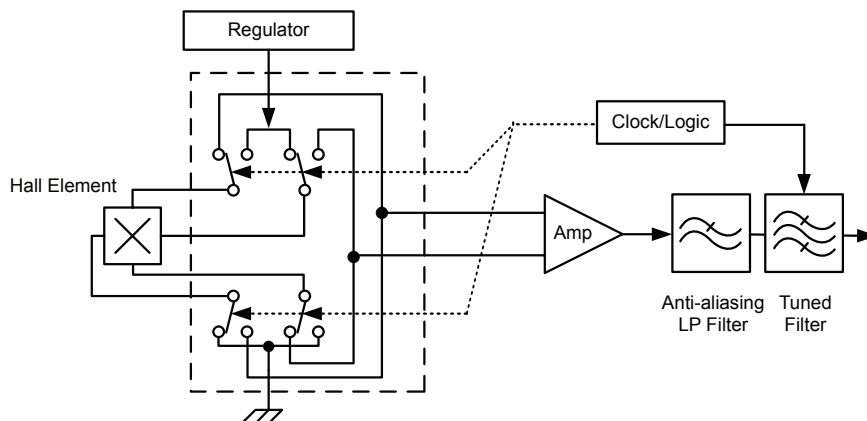 Regulator
Clock/Logic
Hall Element
Amp
Anti-aliasing
LP Filter
Tuned
Filter